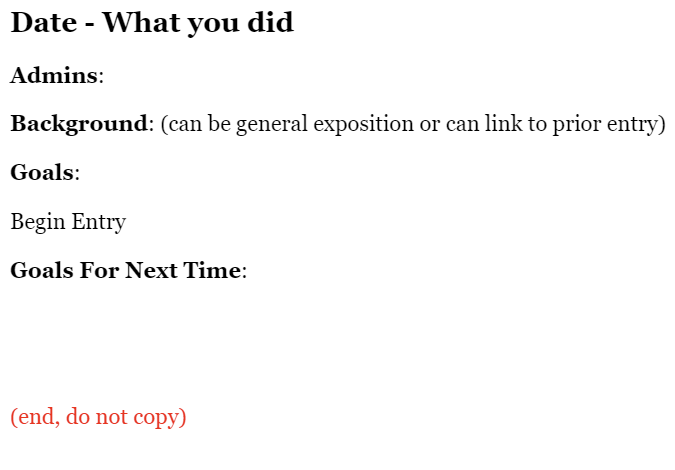 Date - What you did
Admins:
Background: (can be general exposition or can link to prior entry)
Goals:
Begin Entry
Goals For Next Time:
(end, do not copy)